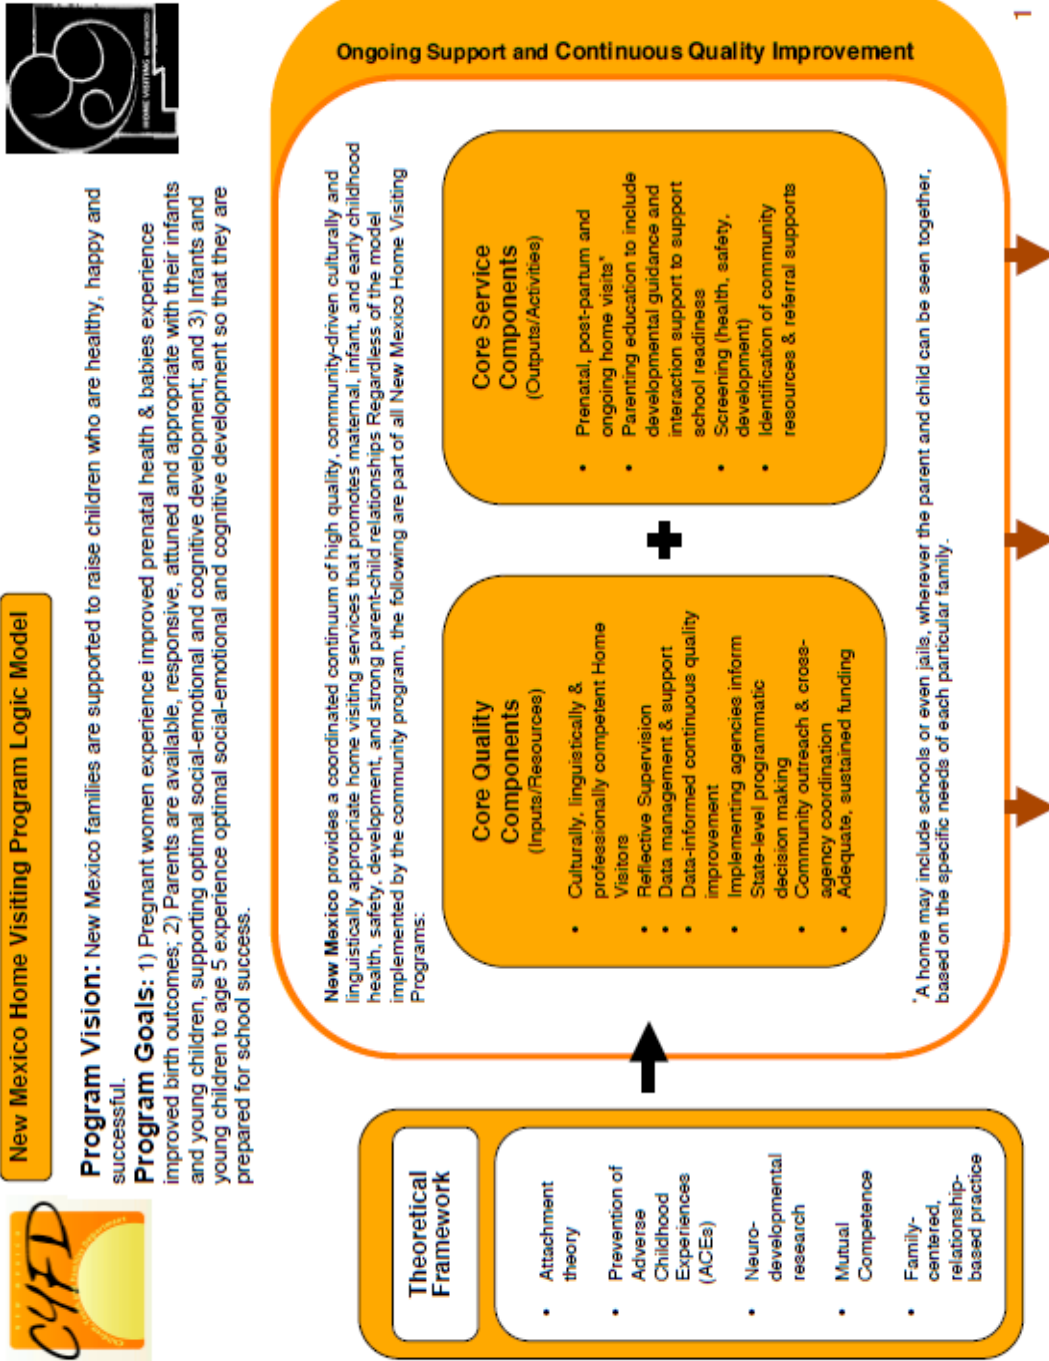 CYFD
New Mexico Home Visiting Program Logic Model
HOME VISITING NEW MEXICO
Program Vision: New Mexico families are supported to raise children who are healthy, happy and
successful.
Program Goals: 1) Pregnant women experience improved prenatal health & babies experience
improved birth outcomes; 2) Parents are available, responsive, attuned and appropriate with their infants
and young children, supporting optimal social-emotional and cognitive development; and 3) Infants and
young children to age 5 experience optimal social-emotional and cognitive development so that they are
prepared for school success.
Theoretical
Framework
• Attachment
theory
• Prevention of
Adverse
Childhood
Experiences
(ACEs)
• Neuro-
developmental
research
• Mutual
Competence
• Family-
centered,
relationship-
based practice
New Mexico provides a coordinated continuum of high quality, community-driven culturally and
linguistically appropriate home visiting services that promotes maternal, infant, and early childhood
health, safety, development, and strong parent-child relationships Regardless of the model
implemented by the community program, the following are part of all New Mexico Home Visiting
Programs:
Core Quality
Components
(Inputs/Resources)
• Culturally, linguistically &
professionally competent Home
Visitors
• Reflective Supervision
• Data management & support
• Data-informed continuous quality
improvement
• Implementing agencies inform
State-level programmatic
decision making
• Community outreach & cross-
agency coordination
• Adequate, sustained funding
Core Service
Components
(Outputs/Activities)
• Prenatal, post-partum and
ongoing home visits*
• Parenting education to include
developmental guidance and
interaction support to support
school readiness
• Screening (health, safety,
development)
• Identification of community
resources & referral supports
*A home may include schools or even jails, wherever the parent and child can be seen together,
based on the specific needs of each particular family.
Ongoing Support and Continuous Quality Improvement
1